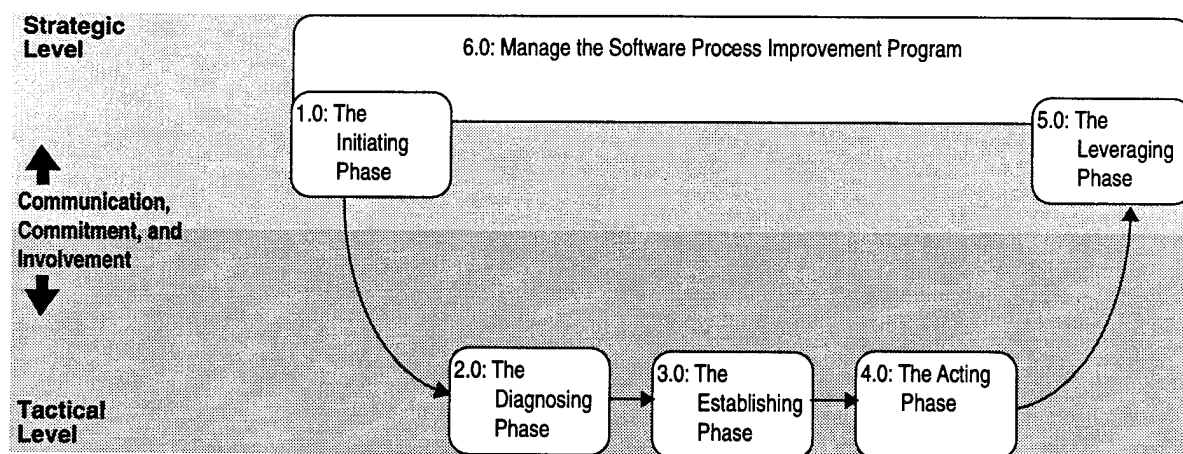 Strategic
Level
6.0: Manage the Software Process Improvement Program
1.0: The
Initiating
Phase
5.0: The
Leveraging
Phase
Communication,
Commitment, and
Involvement
2.0: The
Diagnosing
Phase
3.0: The
Establishing
Phase
4.0: The Acting
Phase
Tactical
Level